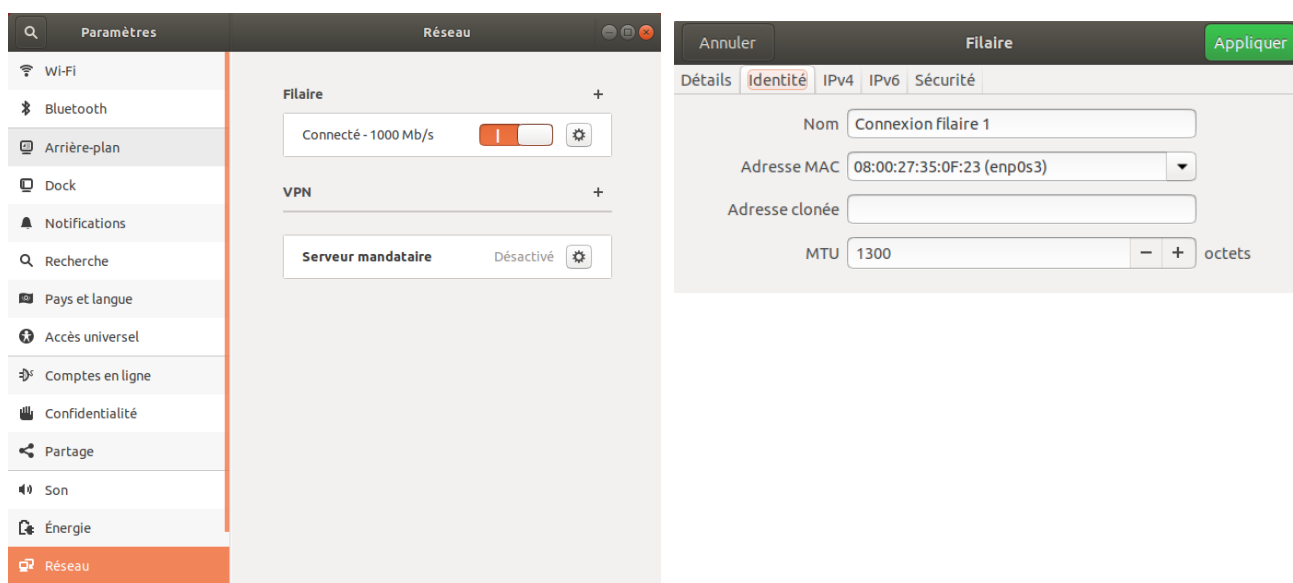 Paramètres
Réseau
Wi-Fi
Bluetooth
Arrière-plan
Dock
Notifications
Recherche
Pays et langue
Accès universel
Comptes en ligne
Confidentialité
Partage
Son
Énergie
Réseau
Filaire
Connecté - 1000 Mb/s
VPN
Serveur mandataire Désactivé
Annuler Filaire Appliquer
Détails Identité IPv4 IPv6 Sécurité
Nom Connexion filaire 1
Adresse MAC 08:00:27:35:0F:23 (enp0s3)
Adresse clonée
MTU 1300 octets